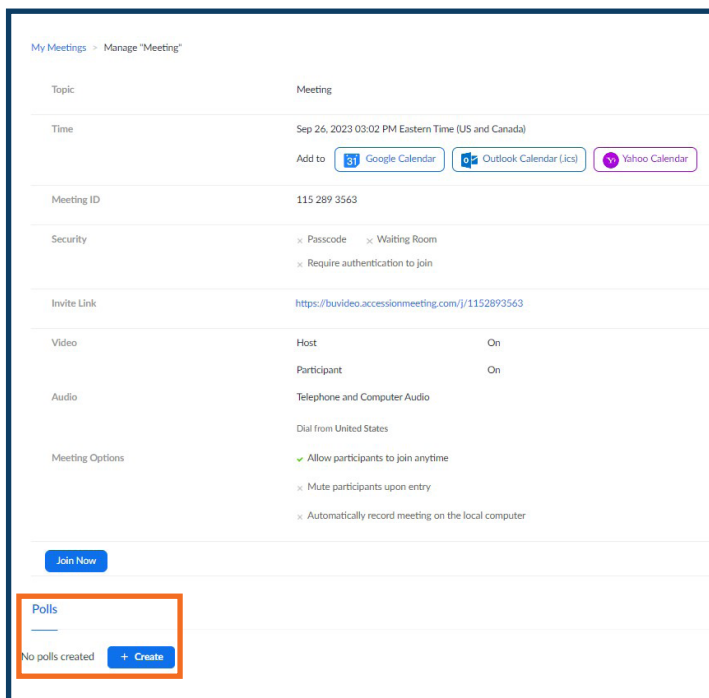 My Meetings > Manage "Meeting"
Topic Meeting
Time Sep 26, 2023 03:02 PM Eastern Time (US and Canada)
Add to 31 Google Calendar Outlook Calendar (.ics) Yahoo Calendar
Meeting ID 115 289 3563
Security × Passcode × Waiting Room
× Require authentication to join
Invite Link https://buvideo.accessionmeeting.com/j/1152893563
Video Host On
Participant On
Audio Telephone and Computer Audio
Dial from United States
Meeting Options ✓ Allow participants to join anytime
× Mute participants upon entry
× Automatically record meeting on the local computer
Join Now
Polls
No polls created + Create